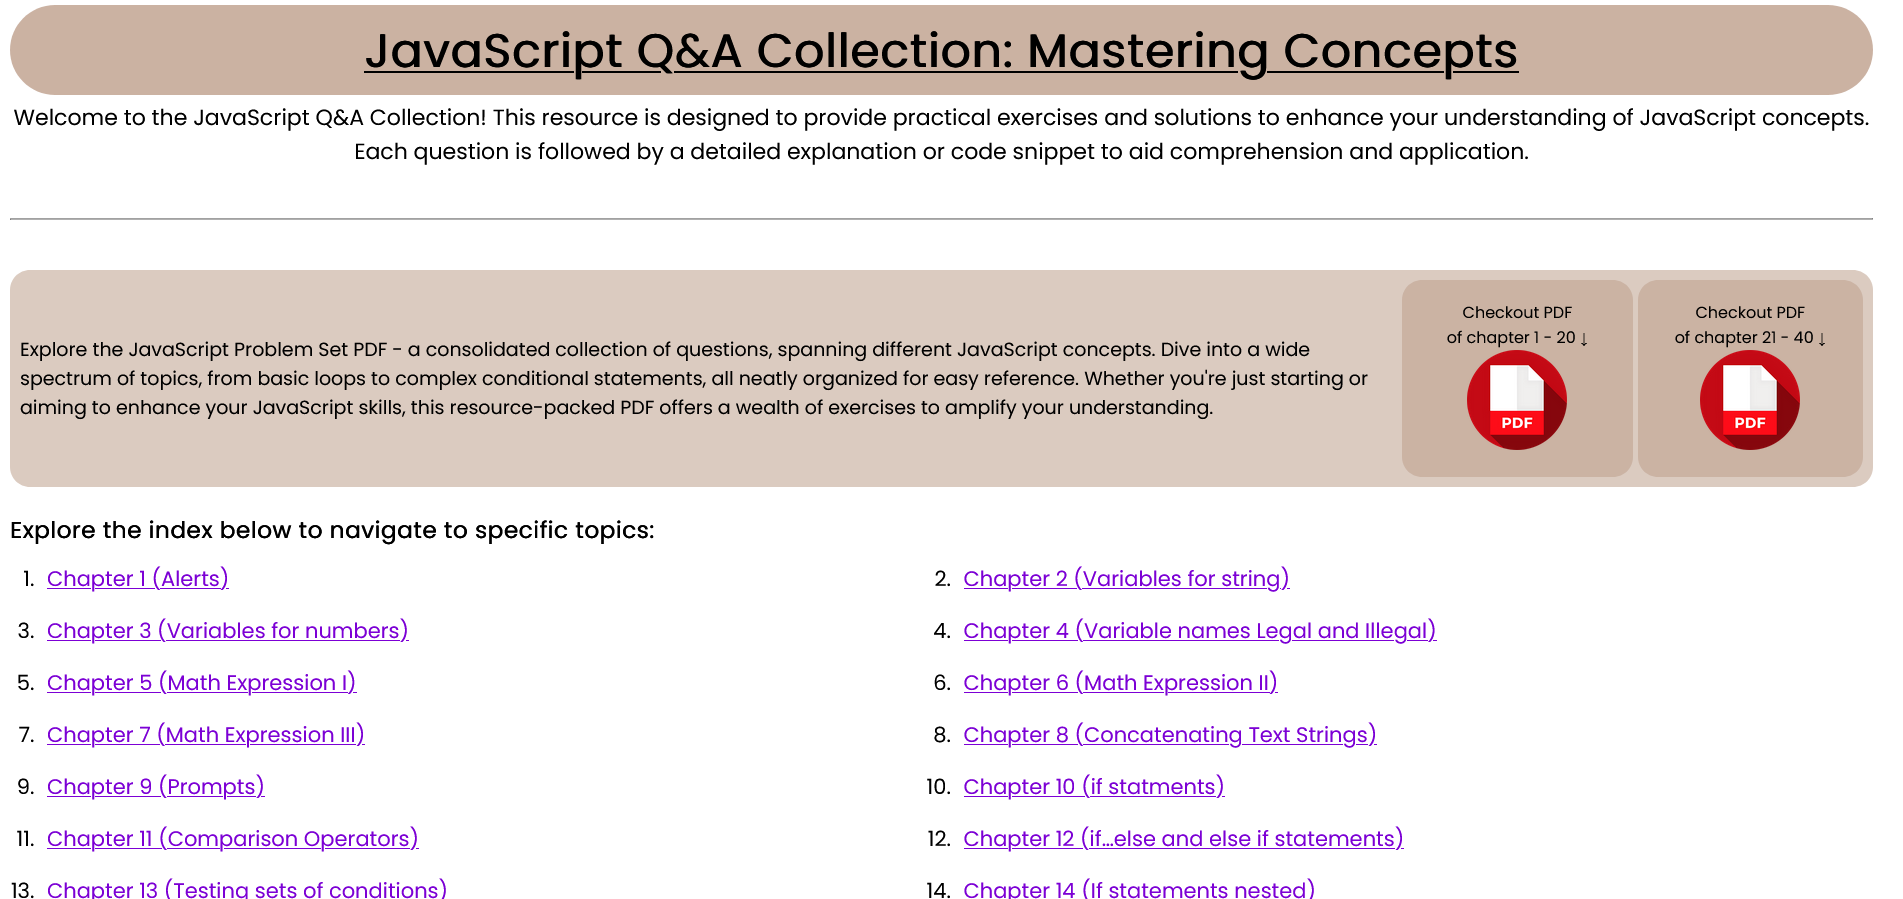 JavaScript Q&A Collection: Mastering Concepts
Welcome to the JavaScript Q&A Collection! This resource is designed to provide practical exercises and solutions to enhance your understanding of JavaScript concepts.
Each question is followed by a detailed explanation or code snippet to aid comprehension and application.
Explore the JavaScript Problem Set PDF - a consolidated collection of questions, spanning different JavaScript concepts. Dive into a wide
spectrum of topics, from basic loops to complex conditional statements, all neatly organized for easy reference. Whether you're just starting or
aiming to enhance your JavaScript skills, this resource-packed PDF offers a wealth of exercises to amplify your understanding.
Checkout PDF
of chapter 1 - 20 ↓
PDF
Checkout PDF
of chapter 21 - 40 ↓
PDF
Explore the index below to navigate to specific topics:
1. Chapter 1 (Alerts)
2. Chapter 2 (Variables for string)
3. Chapter 3 (Variables for numbers)
4. Chapter 4 (Variable names Legal and Illegal)
5. Chapter 5 (Math Expression I)
6. Chapter 6 (Math Expression II)
7. Chapter 7 (Math Expression III)
8. Chapter 8 (Concatenating Text Strings)
9. Chapter 9 (Prompts)
10. Chapter 10 (if statments)
11. Chapter 11 (Comparison Operators)
12. Chapter 12 (if...else and else if statements)
13. Chapter 13 (Testing sets of conditions)
14. Chapter 14 (If statements nested)